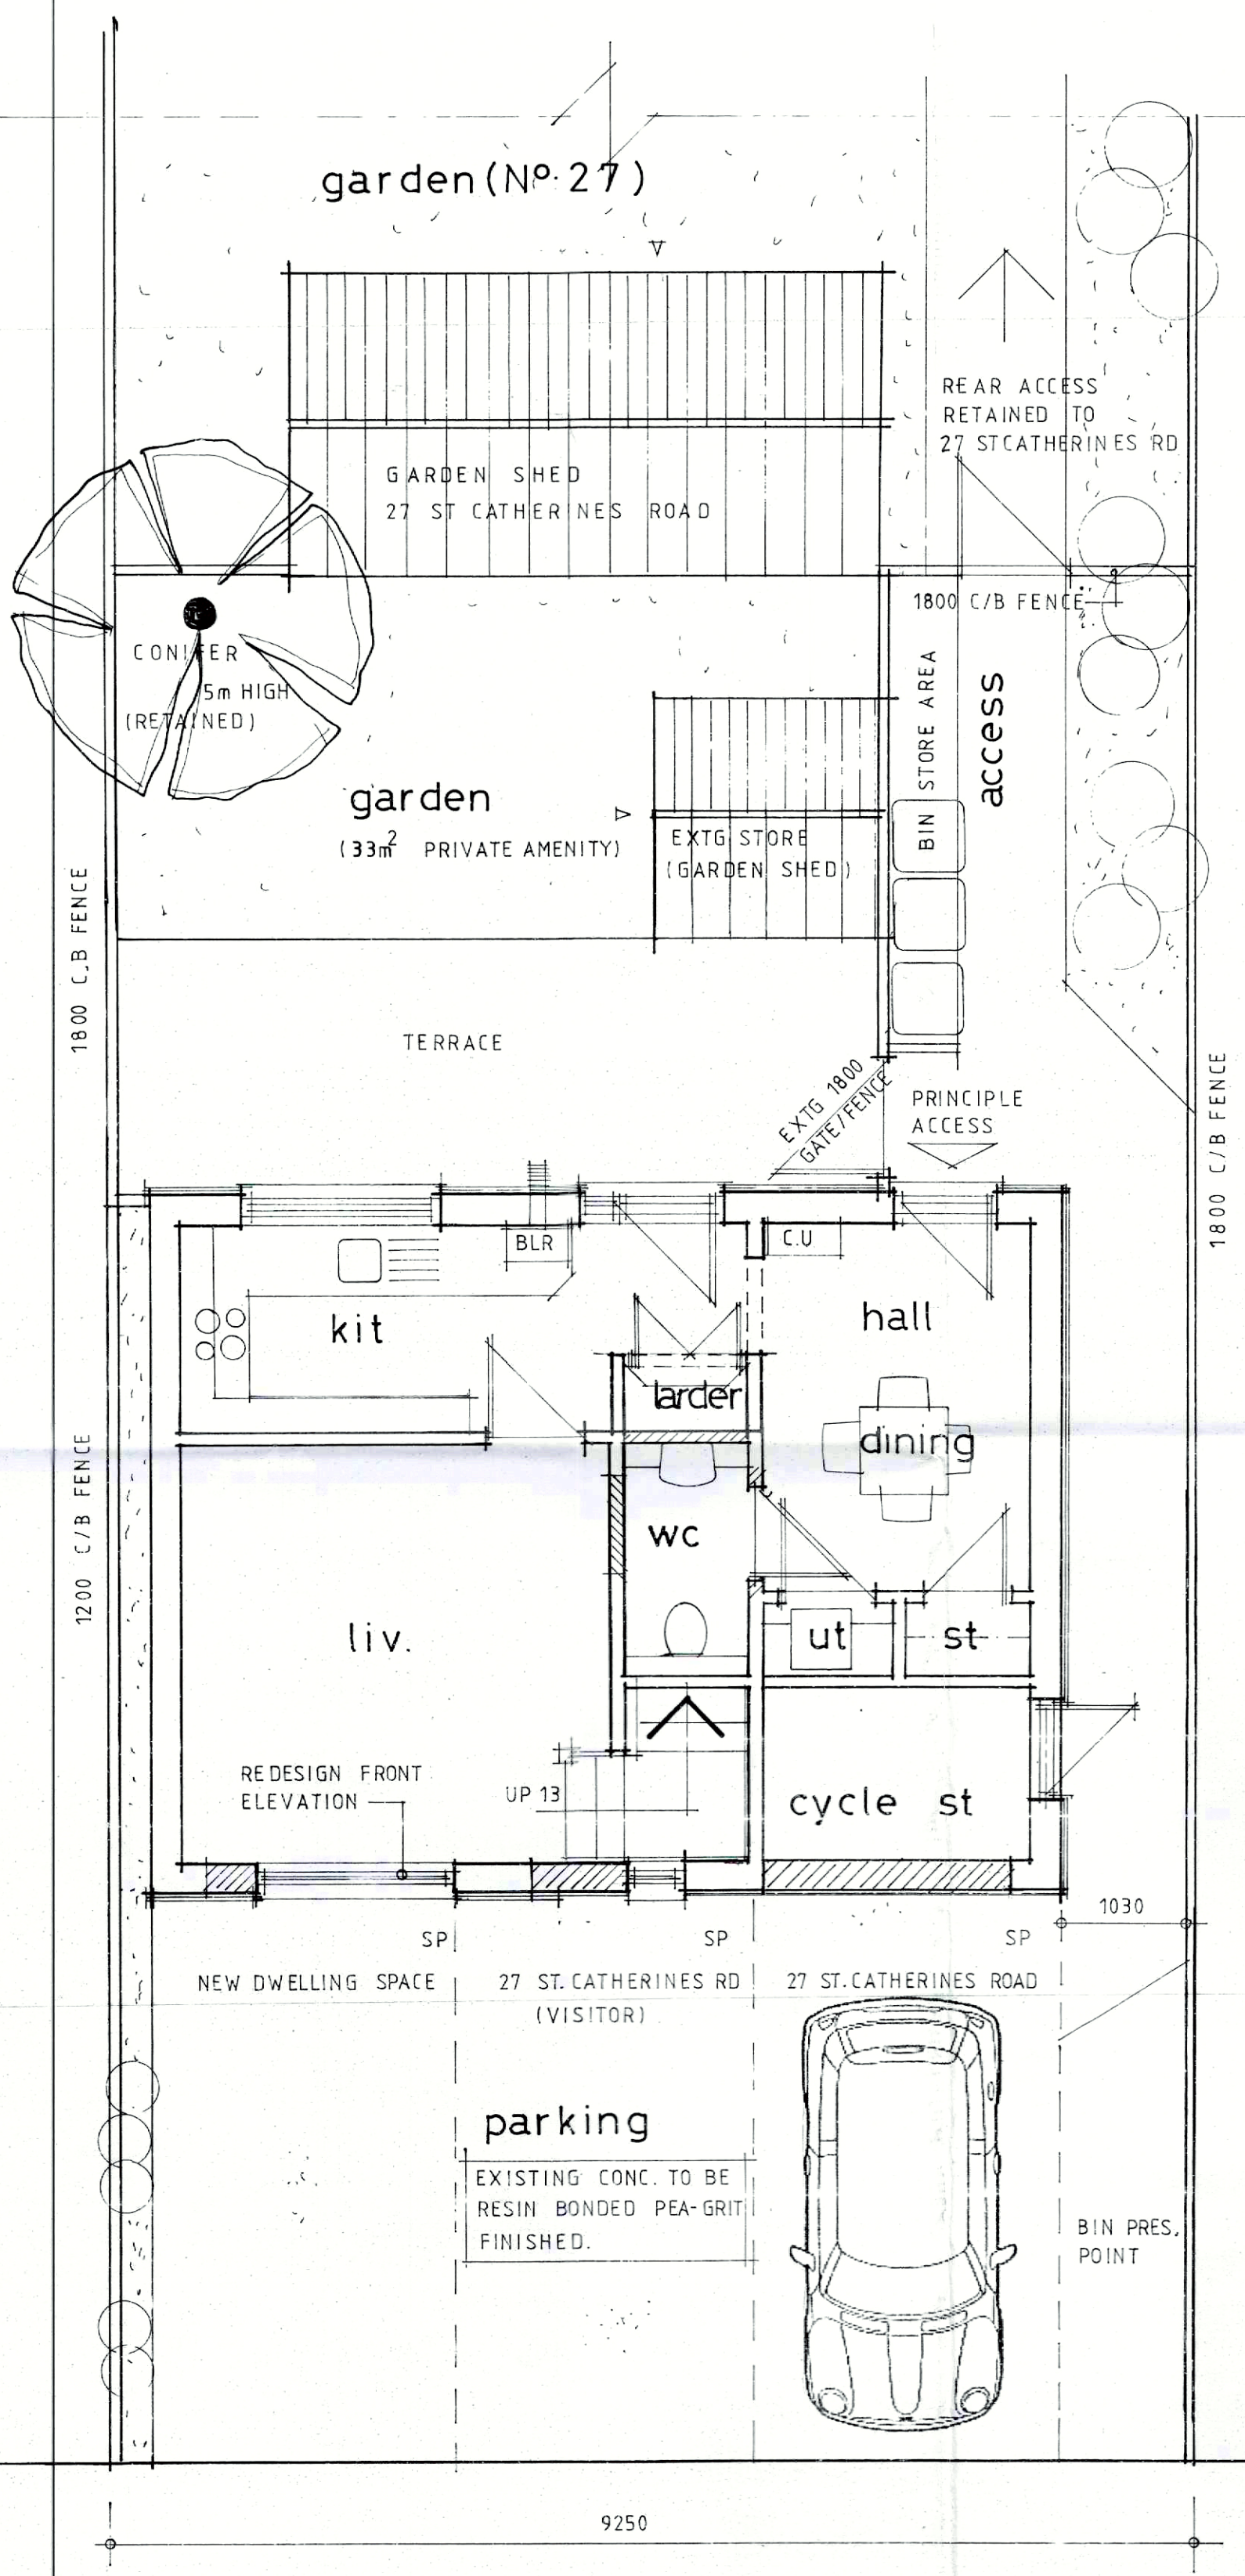 garden (Nº 27)
REAR ACCESS
RETAINED TO
27 ST CATHERINES RD
GARDEN SHED
27 ST CATHERINES ROAD
1800 C/B FENCE
CONIFER
5m HIGH
(RETAINED)
BIN STORE AREA
access
garden
(33m² PRIVATE AMENITY)
EXTG STORE
(GARDEN SHED)
1800 C,B FENCE
TERRACE
EXTG 1800
GATE/FENCE
PRINCIPLE
ACCESS
1800 C/B FENCE
BLR
C.U
kit
hall
larder
dining
1200 C/B FENCE
wc
liv.
ut
st
REDESIGN FRONT
ELEVATION
UP 13
cycle st
1030
SP
SP
SP
NEW DWELLING SPACE
27 ST. CATHERINES RD
(VISITOR)
27 ST. CATHERINES ROAD
parking
EXISTING CONC. TO BE
RESIN BONDED PEA-GRIT
FINISHED.
BIN PRES.
POINT
9250